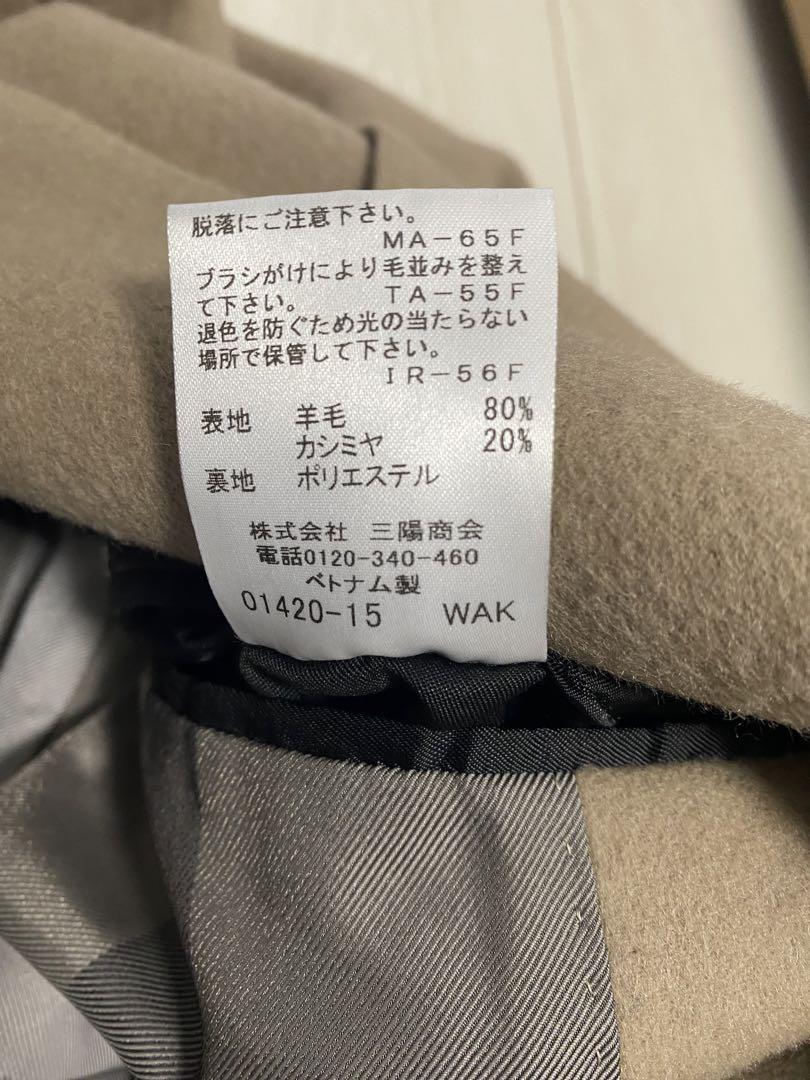 脱落にご注意下さい。
MA-65F
ブラシがけにより毛並みを整え
て下さい。 TA-55F
退色を防ぐため光の当たらない
場所で保管して下さい。
IR-56F
表地 羊毛 80%
カシミヤ 20%
裏地 ポリエステル
株式会社 三陽商会
電話0120-340-460
ベトナム製
01420-15 WAK